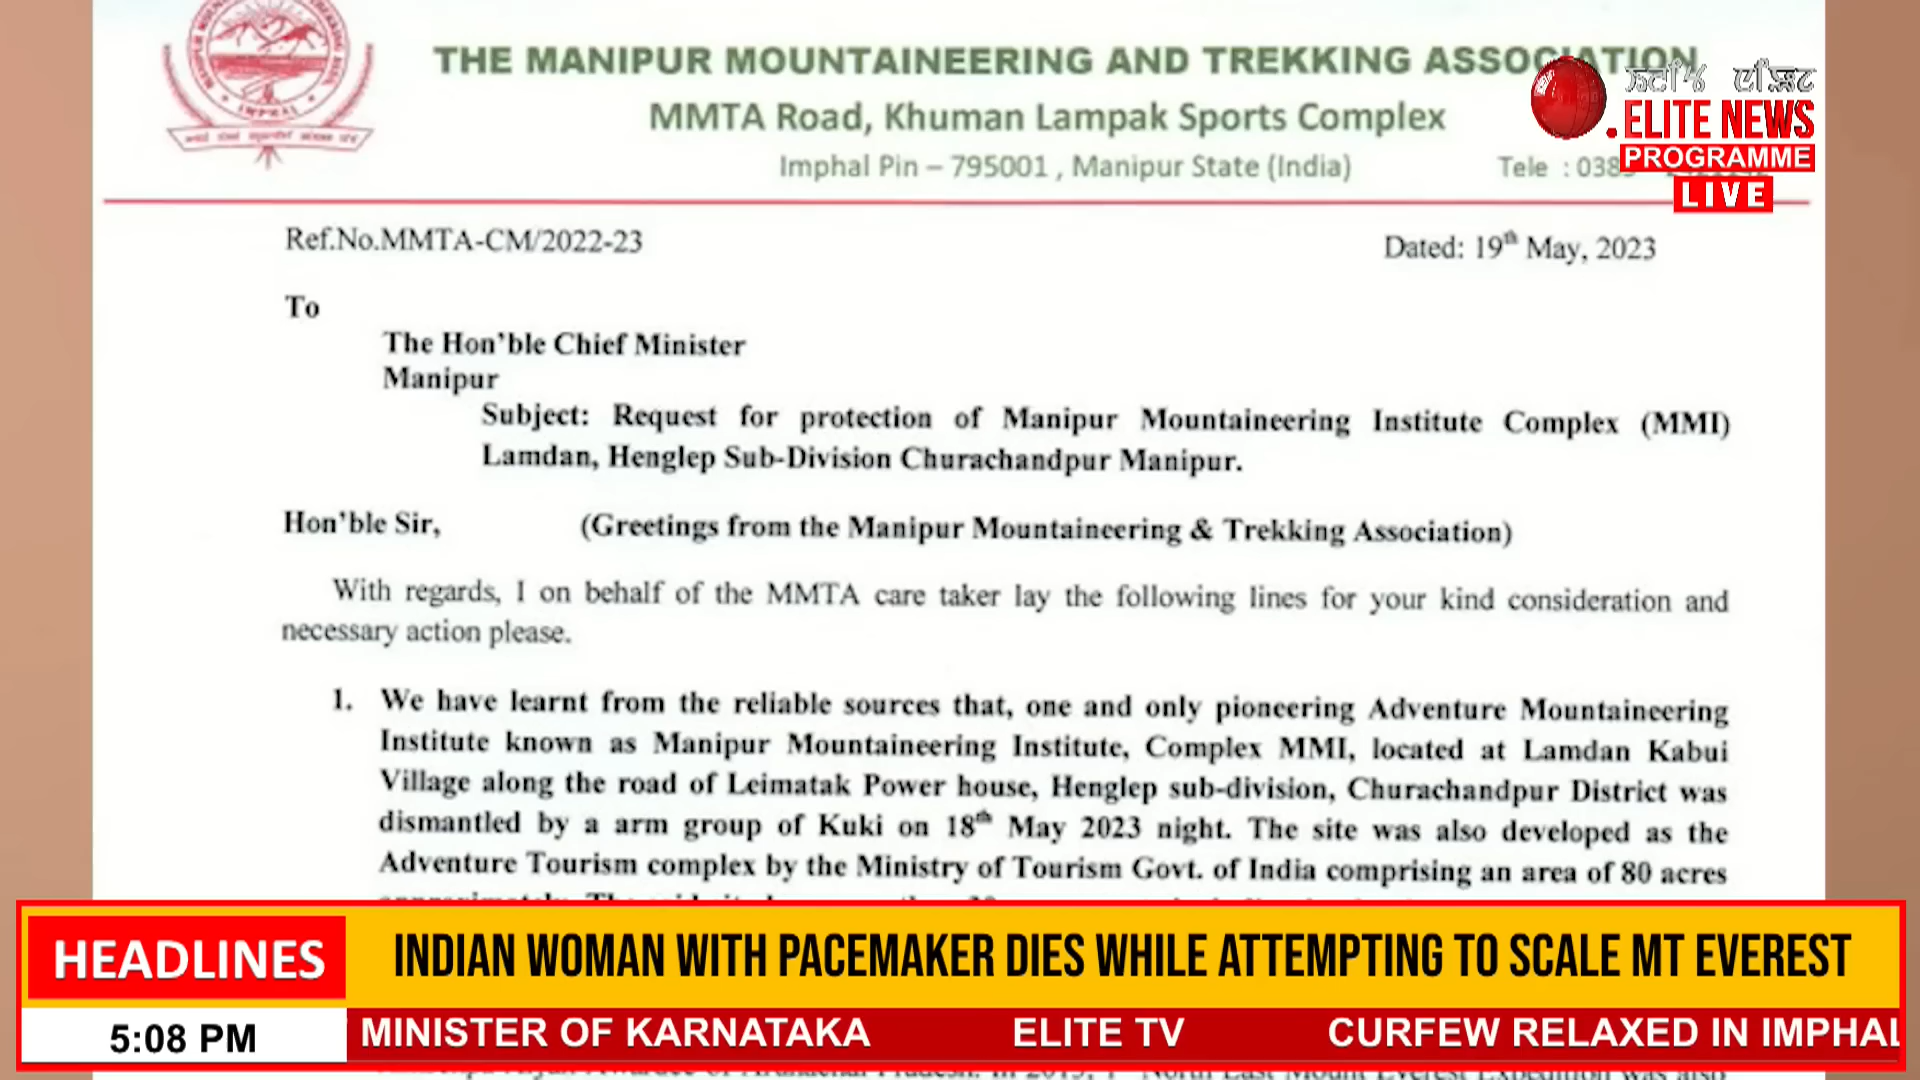 THE MANIPUR MOUNTAINEERING AND TREKKING ASSOCIATION
MMTA Road, Khuman Lampak Sports Complex
Imphal Pin – 795001 , Manipur State (India)
Tele : 0385
IMPHAL
ELITE NEWS
PROGRAMME
LIVE
Ref.No.MMTA-CM/2022-23
Dated: 19th May, 2023
To
The Hon'ble Chief Minister
Manipur
Subject: Request for protection of Manipur Mountaineering Institute Complex (MMI)
Lamdan, Henglep Sub-Division Churachandpur Manipur.
Hon'ble Sir, (Greetings from the Manipur Mountaineering & Trekking Association)
With regards, I on behalf of the MMTA care taker lay the following lines for your kind consideration and
necessary action please.
1. We have learnt from the reliable sources that, one and only pioneering Adventure Mountaineering
Institute known as Manipur Mountaineering Institute, Complex MMI, located at Lamdan Kabui
Village along the road of Leimatak Power house, Henglep sub-division, Churachandpur District was
dismantled by a arm group of Kuki on 18th May 2023 night. The site was also developed as the
Adventure Tourism complex by the Ministry of Tourism Govt. of India comprising an area of 80 acres
HEADLINES
INDIAN WOMAN WITH PACEMAKER DIES WHILE ATTEMPTING TO SCALE MT EVEREST
5:08 PM
MINISTER OF KARNATAKA ELITE TV CURFEW RELAXED IN IMPHAL